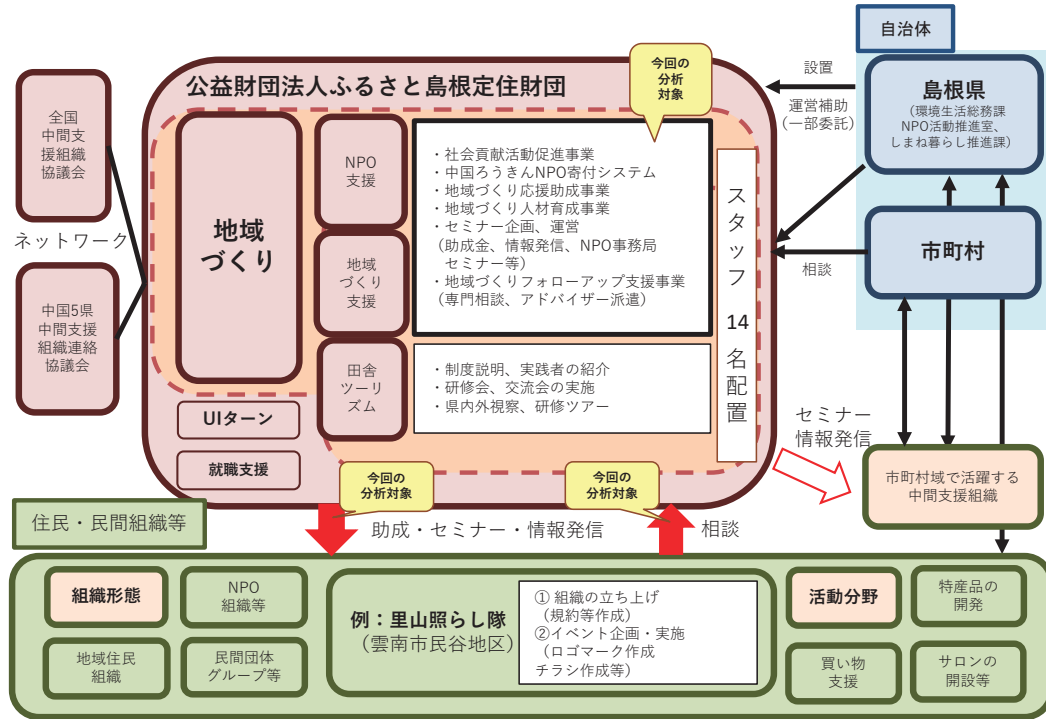 自治体
公益財団法人ふるさと島根定住財団
今回の
分析
対象
設置
運営補助
(一部委託)
島根県
(環境生活総務課
NPO活動推進室、
しまね暮らし推進課)
市町村
相談
全国
中間支
援組織
協議会
ネットワーク
中国5県
中間支援
組織連絡
協議会
地域
づくり
NPO
支援
地域
づくり
支援
田舎
ツーリ
ズム
・社会貢献活動促進事業
・中国ろうきんNPO寄付システム
・地域づくり応援助成事業
・地域づくり人材育成事業
・セミナー企画、運営
(助成金、情報発信、NPO事務局
セミナー等)
・地域づくりフォローアップ支援事業
(専門相談、アドバイザー派遣)
・制度説明、実践者の紹介
・研修会、交流会の実施
・県内外視察、研修ツアー
スタッフ 14 名配置
UIターン
就職支援
セミナー
情報発信
市町村域で活躍する
中間支援組織
今回の
分析対象
今回の
分析対象
住民・民間組織等
助成・セミナー・情報発信
相談
組織形態
NPO
組織等
地域住民
組織
民間団体
グループ等
例：里山照らし隊
(雲南市民谷地区)
① 組織の立ち上げ
(規約等作成)
②イベント企画・実施
(ロゴマーク作成
チラシ作成等)
活動分野
特産品の
開発
買い物
支援
サロンの
開設等